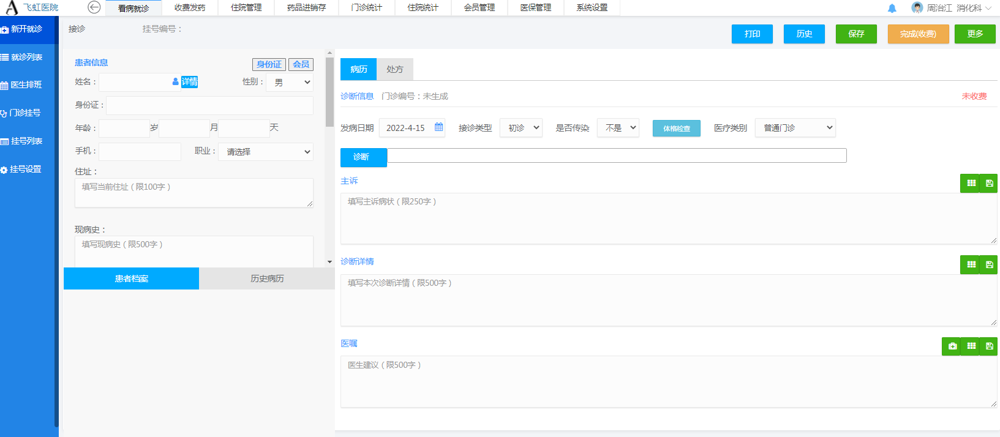 飞虹医院 看病就诊 收费发药 住院管理 药品进销存 门诊统计 住院统计 会员管理 医保管理 系统设置 周治江 消化科
新开就诊
就诊列表
医生排班
门诊挂号
挂号列表
挂号设置
接诊 挂号编号： 打印 历史 保存 完成(收费) 更多
患者信息 身份证 会员
姓名： 详情 性别： 男
身份证：
年龄： 岁 月 天
手机： 职业： 请选择
住址：
填写当前住址（限100字）
现病史：
填写现病史（限500字）
患者档案 历史病历
病历 处方
诊断信息 门诊编号：未生成 未收费
发病日期 2022-4-15 接诊类型 初诊 是否传染 不是 体格检查 医疗类别 普通门诊
诊断
主诉
填写主诉病状（限250字）
诊断详情
填写本次诊断详情（限500字）
医嘱
医生建议（限500字）